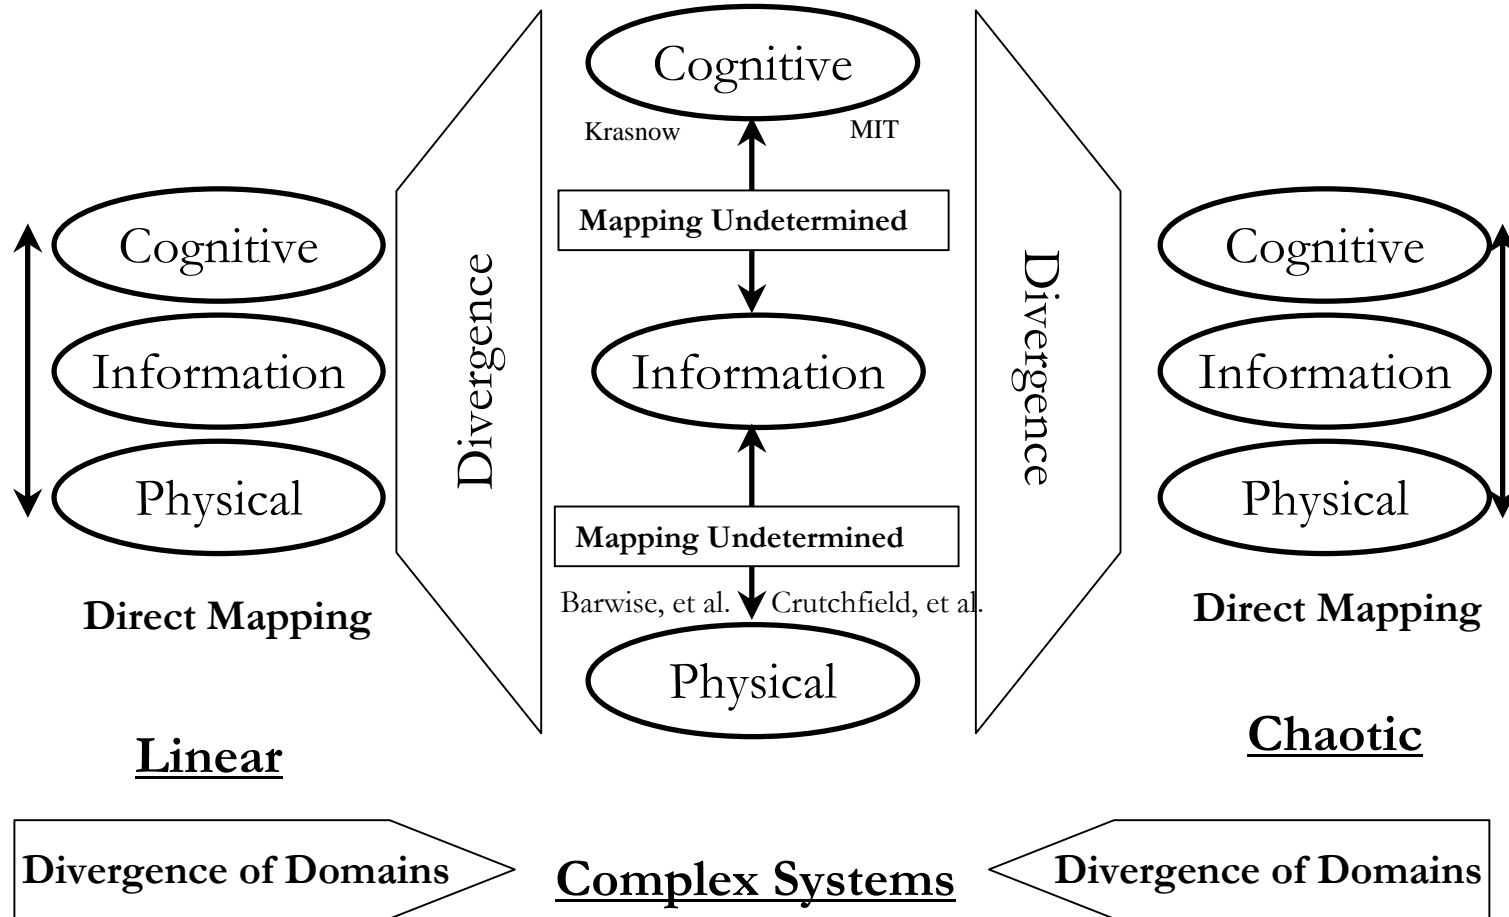 Cognitive
Krasnow
MIT
Mapping Undetermined
Cognitive
Information
Physical
Direct Mapping
Linear
Divergence
Information
Mapping Undetermined
Barwise, et al.
Crutchfield, et al.
Physical
Divergence
Cognitive
Information
Physical
Direct Mapping
Chaotic
Divergence of Domains
Complex Systems
Divergence of Domains